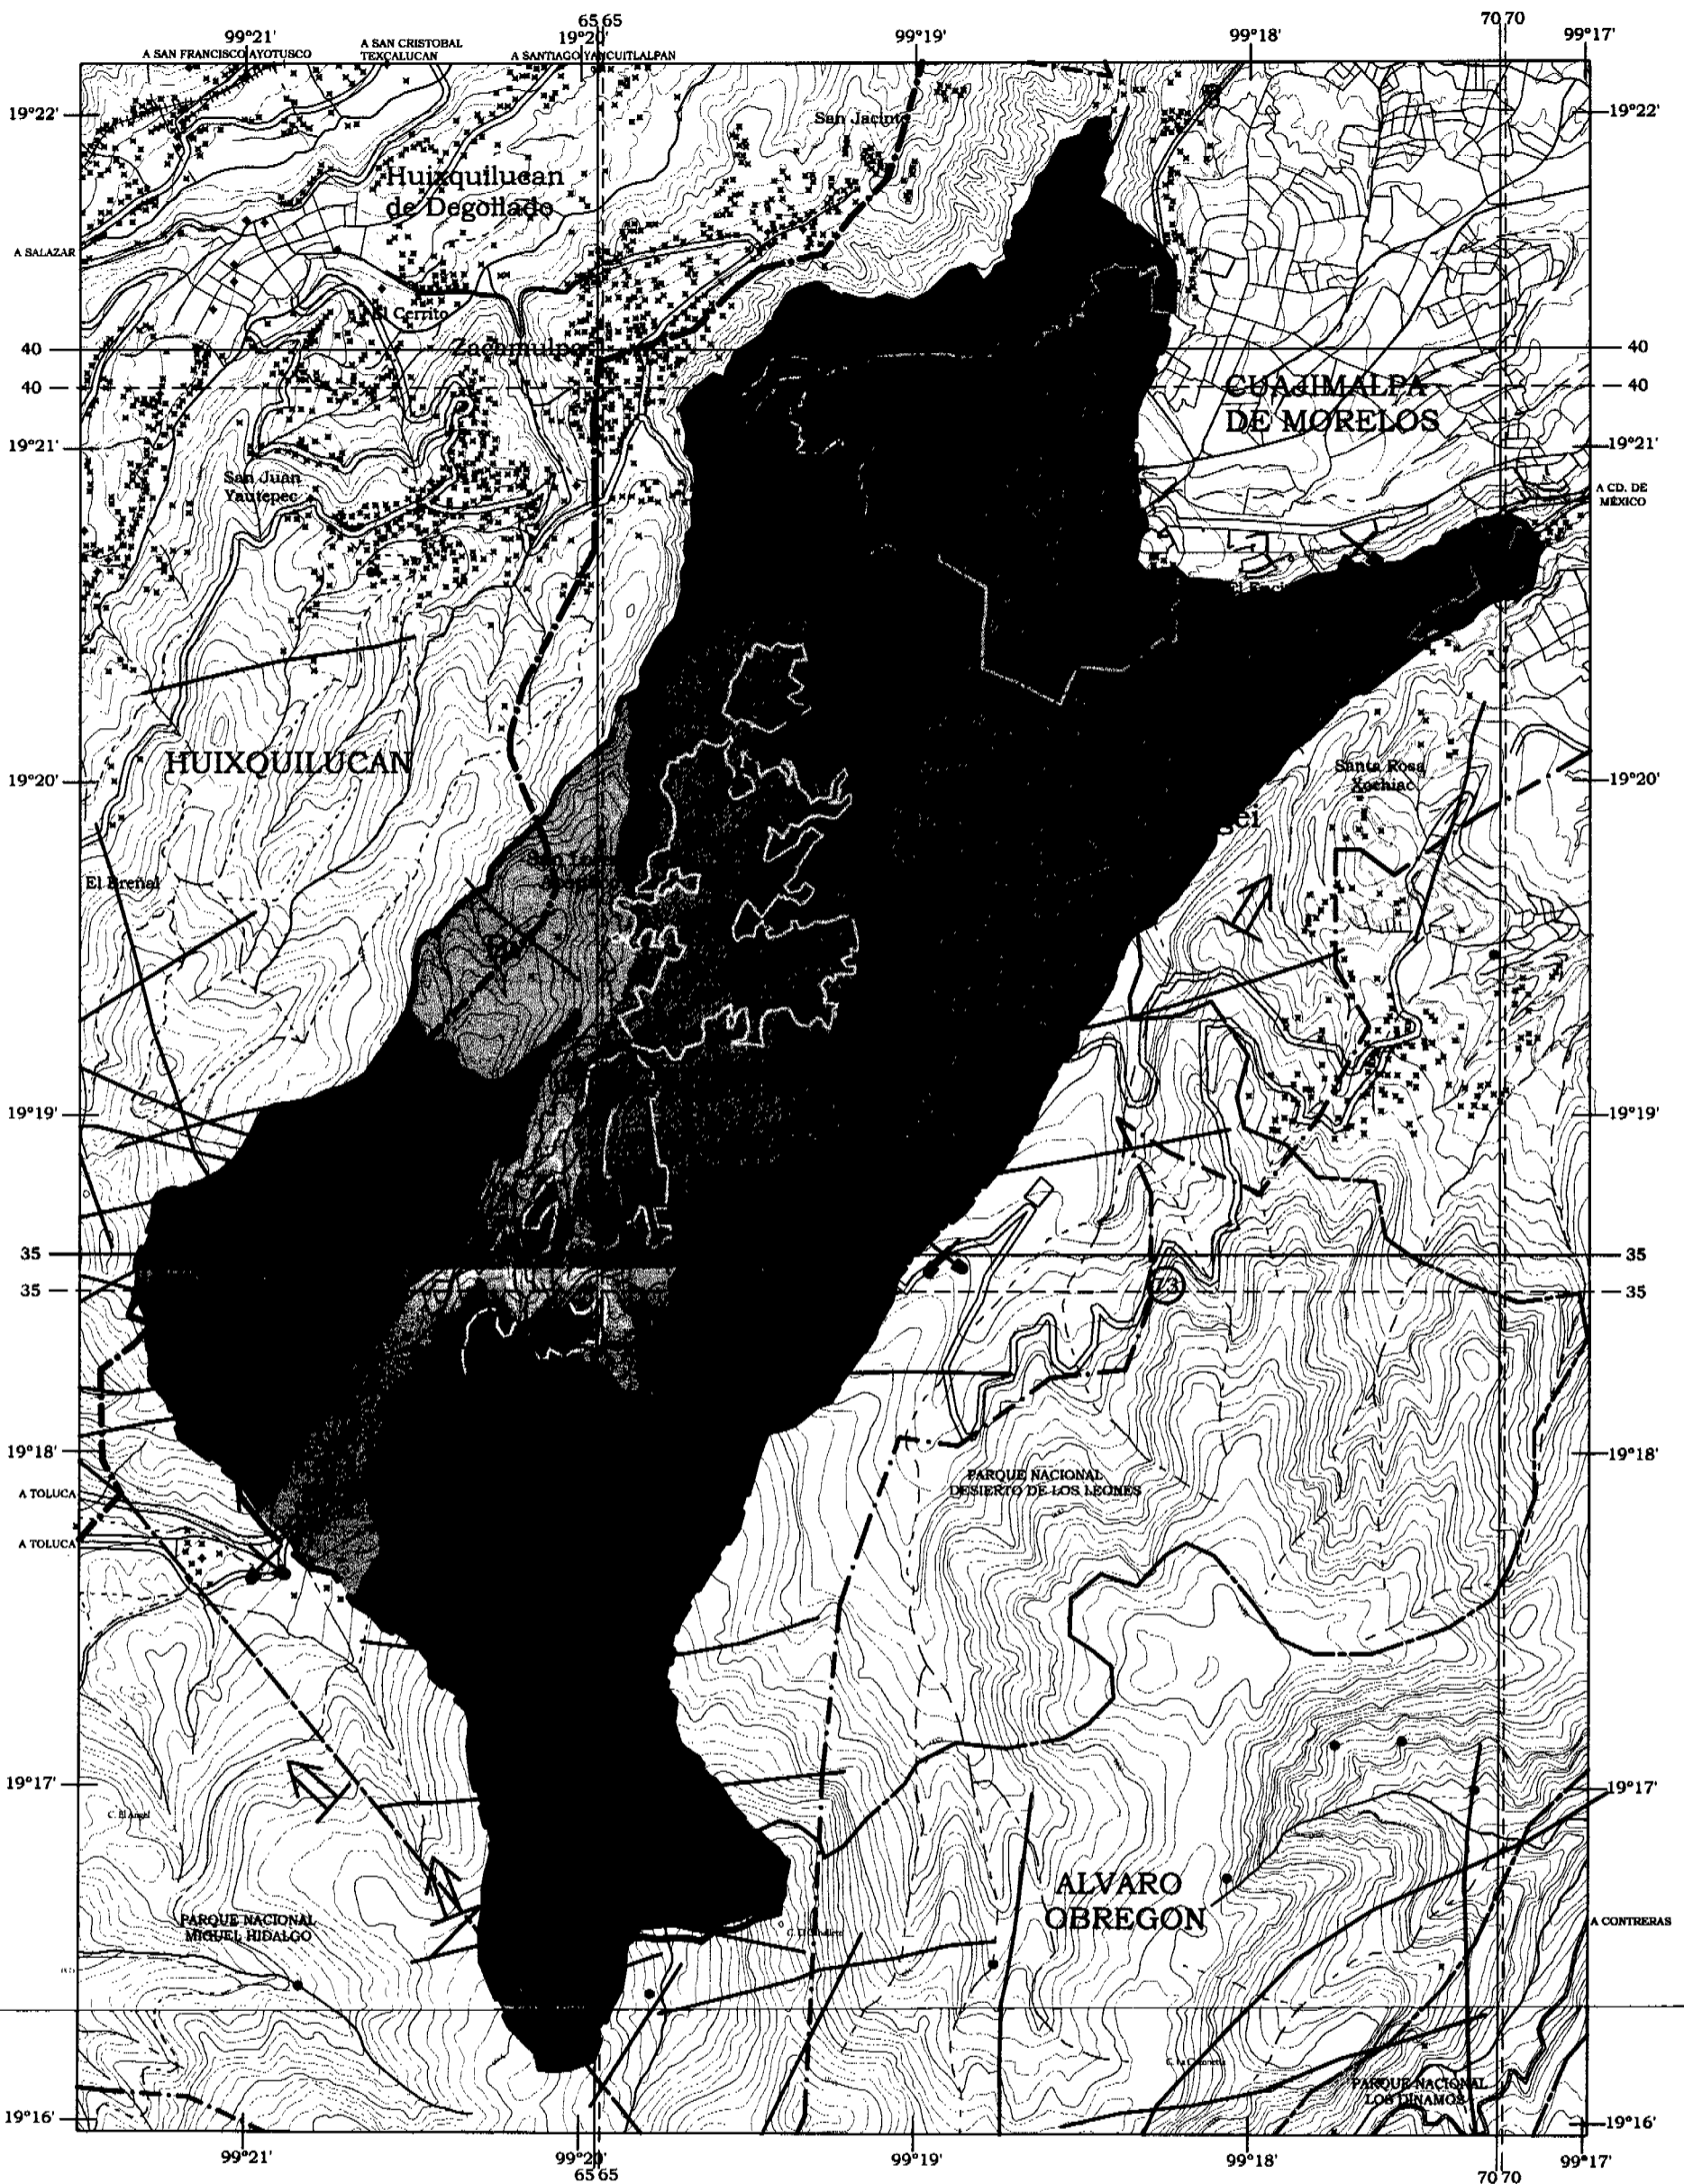 65 65
70 70
99°21'
19°20'
99°19'
99°18'
99°17'
A SAN FRANCISCO AYOTUSCO
A SAN CRISTOBAL
TEXCALUCAN
A SANTIAGO YANCUITLALPAN
19°22'
San Jacinto
19°22'
Huixquilucan
de Degollado
A SALAZAR
El Cerrito
40
Zacamulpa
40
40
CUAJIMALPA
DE MORELOS
40
19°21'
19°21'
San Juan
Yautepec
A CD. DE
MÉXICO
HUIXQUILUCAN
19°20'
Santa Rosa
Xochiac
19°20'
El Breñal
19°19'
19°19'
35
35
35
73
35
19°18'
19°18'
PARQUE NACIONAL
DESIERTO DE LOS LEONES
A TOLUCA
A TOLUCA
19°17'
19°17'
C. El Angel
ALVARO
OBREGON
PARQUE NACIONAL
MIGUEL HIDALGO
A CONTRERAS
PARQUE NACIONAL
LOS DINAMOS
19°16'
19°16'
99°21'
99°20'
99°19'
99°18'
99°17'
65 65
70 70